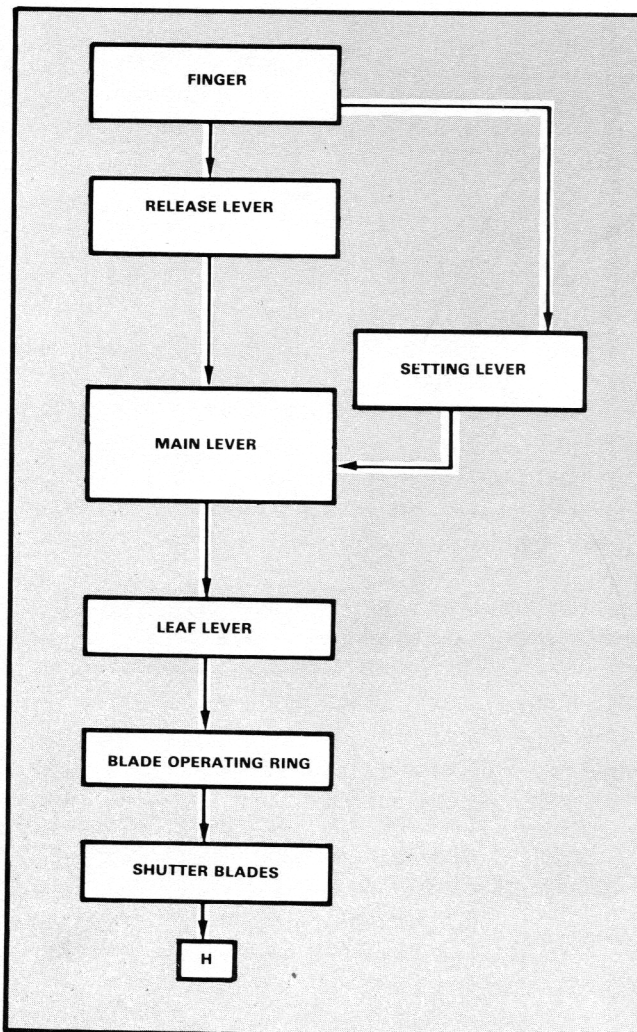 FINGER
RELEASE LEVER
SETTING LEVER
MAIN LEVER
LEAF LEVER
BLADE OPERATING RING
SHUTTER BLADES
H